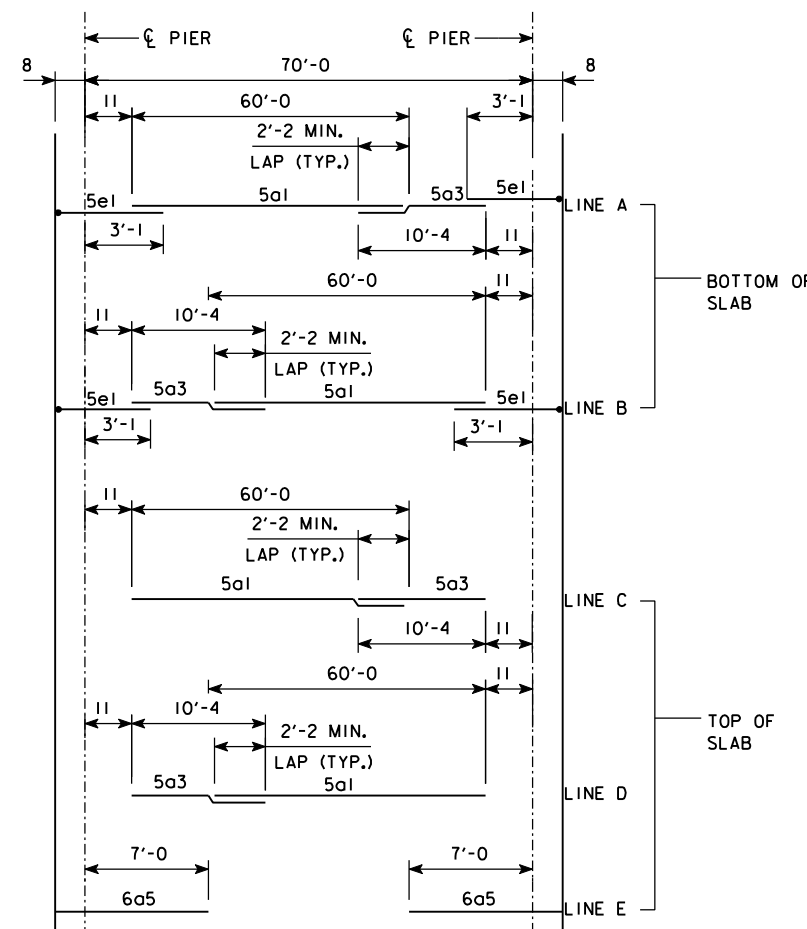 ℄ PIER ℄ PIER
8 70'-0 8
11 60'-0 3'-1
2'-2 MIN.
LAP (TYP.)
5e1 5a1 5a3 5e1 LINE A
3'-1 10'-4 11
60'-0
BOTTOM OF
SLAB
11 10'-4
2'-2 MIN.
LAP (TYP.)
5e1 5a3 5a1 5e1 LINE B
3'-1 3'-1
11 60'-0
2'-2 MIN.
LAP (TYP.)
5a1 5a3 LINE C
10'-4 11
60'-0
11 10'-4 11
2'-2 MIN.
LAP (TYP.)
TOP OF
SLAB
5a3 5a1 LINE D
7'-0 7'-0
6a5 6a5 LINE E